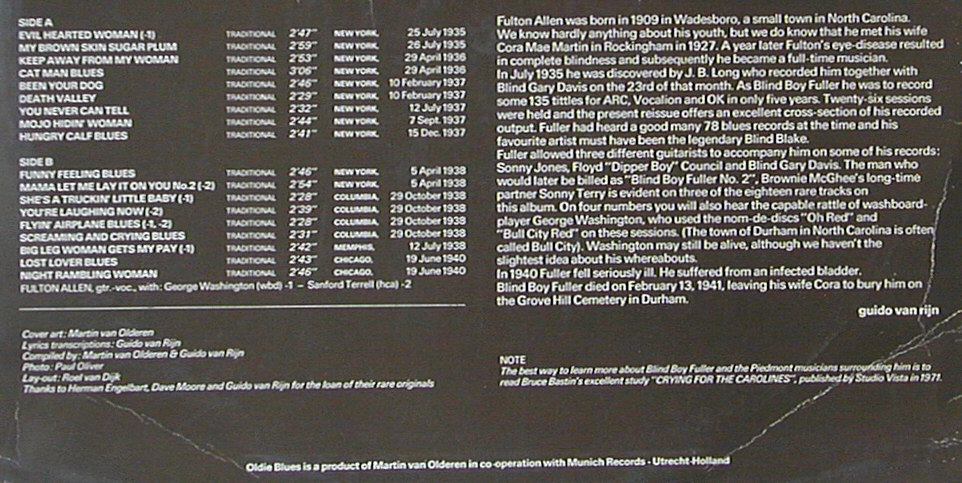 SIDE A
EVIL HEARTED WOMAN (-1) TRADITIONAL 2'47" NEW YORK, 25 July 1935
MY BROWN SKIN SUGAR PLUM TRADITIONAL 2'59" NEW YORK, 26 July 1935
KEEP AWAY FROM MY WOMAN TRADITIONAL 2'53" NEW YORK, 29 April 1936
CAT MAN BLUES TRADITIONAL 3'06" NEW YORK, 29 April 1936
BEEN YOUR DOG TRADITIONAL 2'46" NEW YORK, 10 February 1937
DEATH VALLEY TRADITIONAL 2'29" NEW YORK, 10 February 1937
YOU NEVER CAN TELL TRADITIONAL 2'32" NEW YORK, 12 July 1937
MOJO HIDIN' WOMAN TRADITIONAL 2'44" NEW YORK, 7 Sept. 1937
HUNGRY CALF BLUES TRADITIONAL 2'41" NEW YORK, 15 Dec. 1937
SIDE B
FUNNY FEELING BLUES TRADITIONAL 2'46" NEW YORK, 5 April 1938
MAMA LET ME LAY IT ON YOU No.2 (-2) TRADITIONAL 2'54" NEW YORK, 5 April 1938
SHE'S A TRUCKIN' LITTLE BABY (-1) TRADITIONAL 2'28" COLUMBIA, 29 October 1938
YOU'RE LAUGHING NOW (-2) TRADITIONAL 2'39" COLUMBIA, 29 October 1938
FLYIN' AIRPLANE BLUES (-1, -2) TRADITIONAL 2'28" COLUMBIA, 29 October 1938
SCREAMING AND CRYING BLUES TRADITIONAL 2'31" COLUMBIA, 29 October 1938
BIG LEG WOMAN GETS MY PAY (-1) TRADITIONAL 2'42" MEMPHIS, 12 July 1938
LOST LOVER BLUES TRADITIONAL 2'43" CHICAGO, 19 June 1940
NIGHT RAMBLING WOMAN TRADITIONAL 2'46" CHICAGO, 19 June 1940
FULTON ALLEN, gtr.-voc., with: George Washington (wbd) -1 – Sanford Terrell (hca) -2
Cover art: Martin van Olderen
Lyrics transcriptions: Guido van Rijn
Compiled by: Martin van Olderen & Guido van Rijn
Photo: Paul Oliver
Lay-out: Roel van Dijk
Thanks to Herman Engelbart, Dave Moore and Guido van Rijn for the loan of their rare originals
Fulton Allen was born in 1909 in Wadesboro, a small town in North Carolina.
We know hardly anything about his youth, but we do know that he met his wife
Cora Mae Martin in Rockingham in 1927. A year later Fulton's eye-disease resulted
in complete blindness and subsequently he became a full-time musician.
In July 1935 he was discovered by J. B. Long who recorded him together with
Blind Gary Davis on the 23rd of that month. As Blind Boy Fuller he was to record
some 135 tittles for ARC, Vocalion and OK in only five years. Twenty-six sessions
were held and the present reissue offers an excellent cross-section of his recorded
output. Fuller had heard a good many 78 blues records at the time and his
favourite artist must have been the legendary Blind Blake.
Fuller allowed three different guitarists to accompany him on some of his records:
Sonny Jones, Floyd "Dipper Boy" Council and Blind Gary Davis. The man who
would later be billed as "Blind Boy Fuller No. 2", Brownie McGhee's long-time
partner Sonny Terry is evident on three of the eighteen rare tracks on
this album. On four numbers you will also hear the capable rattle of washboard-
player George Washington, who used the nom-de-discs "Oh Red" and
"Bull City Red" on these sessions. (The town of Durham in North Carolina is often
called Bull City). Washington may still be alive, although we haven't the
slightest idea about his whereabouts.
In 1940 Fuller fell seriously ill. He suffered from an infected bladder.
Blind Boy Fuller died on February 13, 1941, leaving his wife Cora to bury him on
the Grove Hill Cemetery in Durham.
guido van rijn
NOTE
The best way to learn more about Blind Boy Fuller and the Piedmont musicians surrounding him is to
read Bruce Bastin's excellent study "CRYING FOR THE CAROLINES", published by Studio Vista in 1971.
Oldie Blues is a product of Martin van Olderen in co-operation with Munich Records - Utrecht-Holland